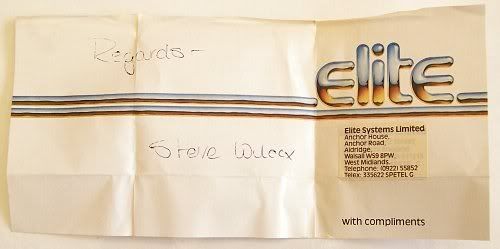 Regards -
elite
Steve Wilcox
Elite Systems Limited
Anchor House,
Anchor Road,
Aldridge,
Walsall WS9 8PW,
West Midlands.
Telephone: (0922) 55852
Telex: 335622 SPETEL G
with compliments